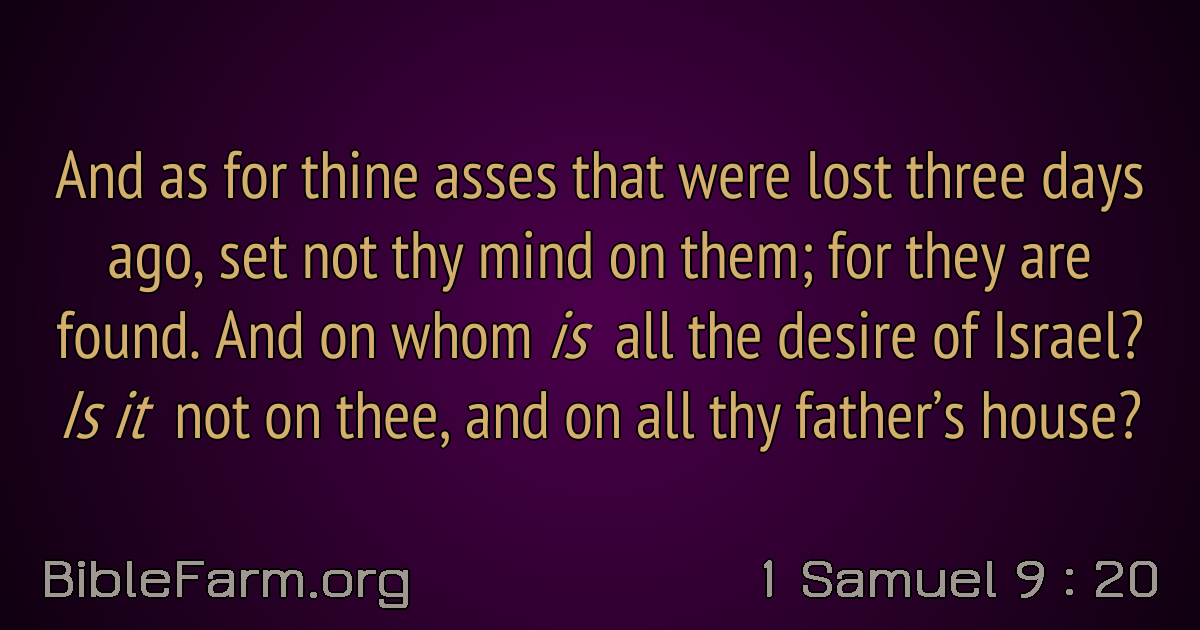 And as for thine asses that were lost three days
ago, set not thy mind on them; for they are
found. And on whom is all the desire of Israel?
Is it not on thee, and on all thy father’s house?
BibleFarm.org
1 Samuel 9 : 20